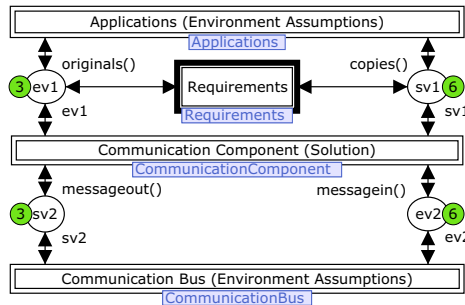 Applications (Environment Assumptions)
Applications
originals()
copies()
3 ev1
Requirements
sv1 6
ev1
Requirements
sv1
Communication Component (Solution)
CommunicationComponent
messageout()
messagein()
3 sv2
ev2 6
sv2
ev2
Communication Bus (Environment Assumptions)
CommunicationBus